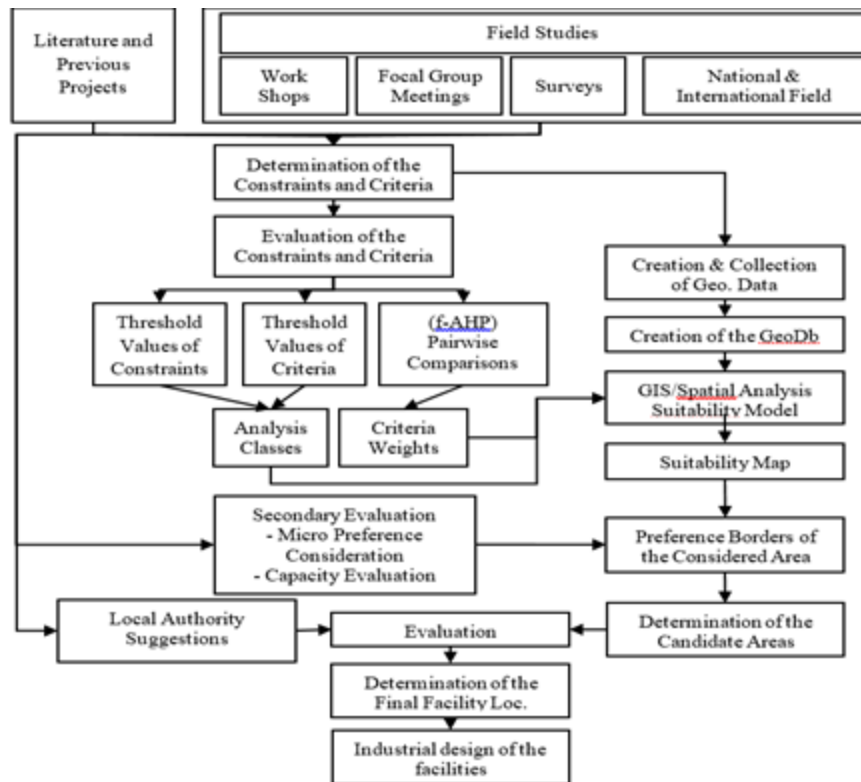 Literature and
Previous
Projects
Field Studies
Work
Shops
Focal Group
Meetings
Surveys
National &
International Field
Determination of the
Constraints and Criteria
Evaluation of the
Constraints and Criteria
Creation & Collection
of Geo. Data
Threshold
Values of
Constraints
Threshold
Values of
Criteria
(f-AHP)
Pairwise
Comparisons
Creation of the GeoDb
GIS/Spatial Analysis
Suitability Model
Analysis
Classes
Criteria
Weights
Suitability Map
Secondary Evaluation
- Micro Preference
Consideration
- Capacity Evaluation
Preference Borders of
the Considered Area
Local Authority
Suggestions
Evaluation
Determination of the
Candidate Areas
Determination of the
Final Facility Loc.
Industrial design of the
facilities